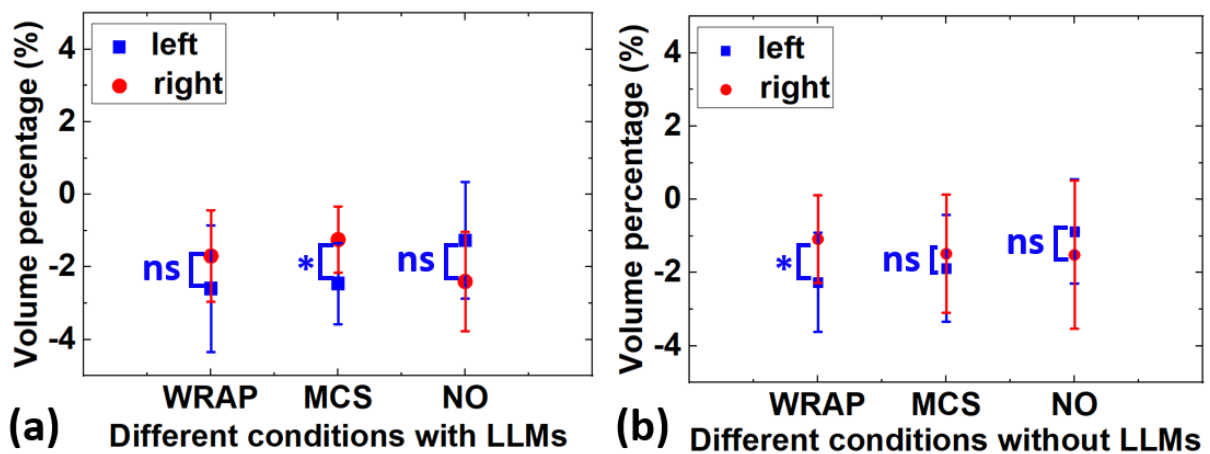 Volume percentage (%)
4
2
0
-2
-4
left
right
ns
*
ns
WRAP MCS NO
(a) Different conditions with LLMs
Volume percentage (%)
4
2
0
-2
-4
left
right
*
ns
ns
WRAP MCS NO
(b) Different conditions without LLMs